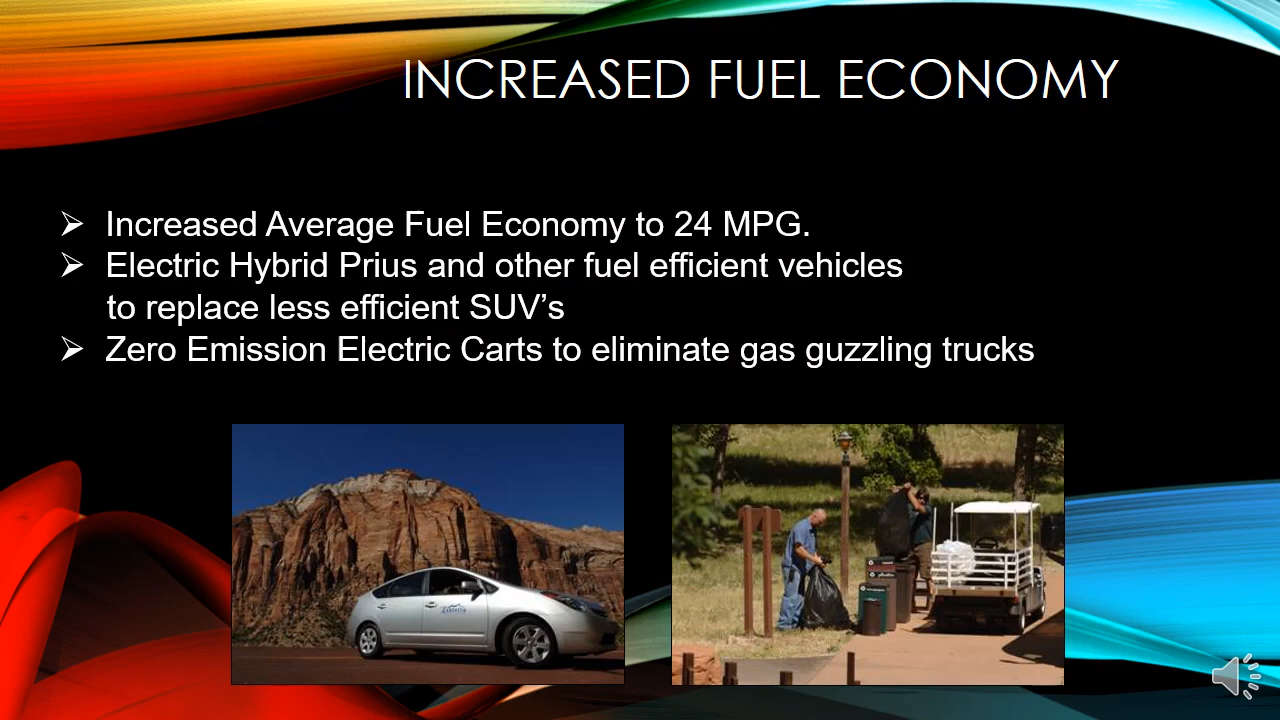 INCREASED FUEL ECONOMY
➢ Increased Average Fuel Economy to 24 MPG.
➢ Electric Hybrid Prius and other fuel efficient vehicles
to replace less efficient SUV’s
➢ Zero Emission Electric Carts to eliminate gas guzzling trucks